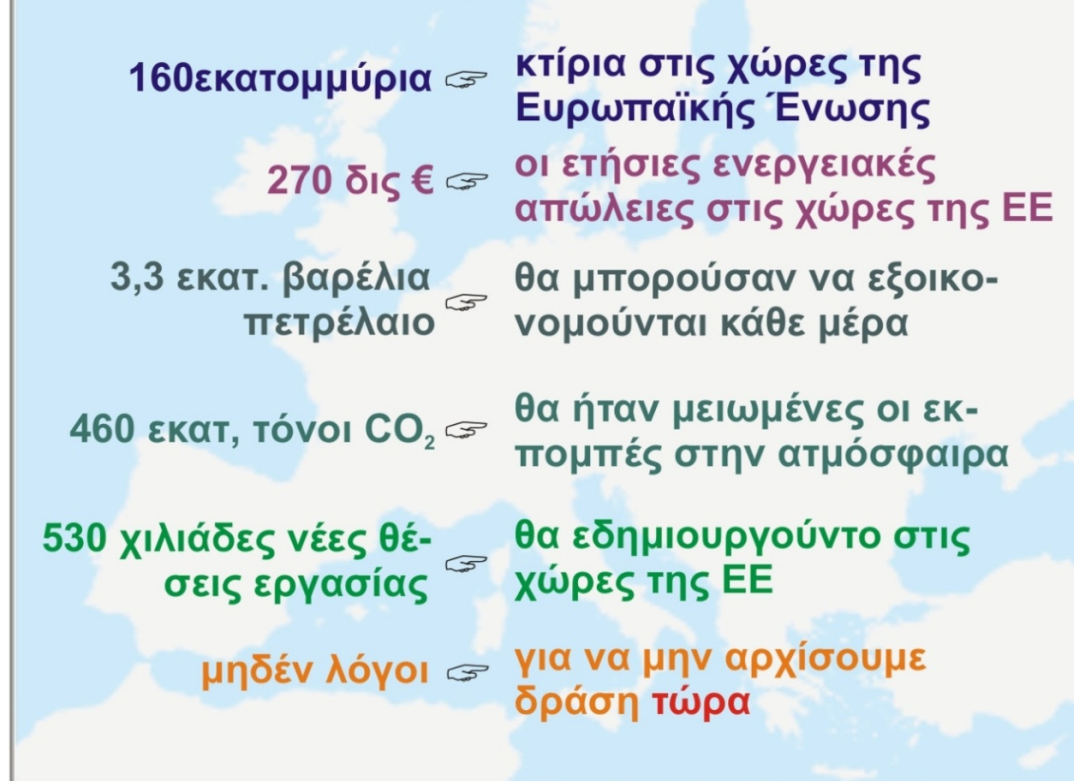 160εκατομμύρια ☞ κτίρια στις χώρες της
Ευρωπαϊκής Ένωσης
270 δις € ☞ οι ετήσιες ενεργειακές
απώλειες στις χώρες της ΕΕ
3,3 εκατ. βαρέλια
πετρέλαιο ☞ θα μπορούσαν να εξοικο-
νομούνται κάθε μέρα
460 εκατ, τόνοι CO₂ ☞ θα ήταν μειωμένες οι εκ-
πομπές στην ατμόσφαιρα
530 χιλιάδες νέες θέ-
σεις εργασίας ☞ θα εδημιουργούντο στις
χώρες της ΕΕ
μηδέν λόγοι ☞ για να μην αρχίσουμε
δράση τώρα